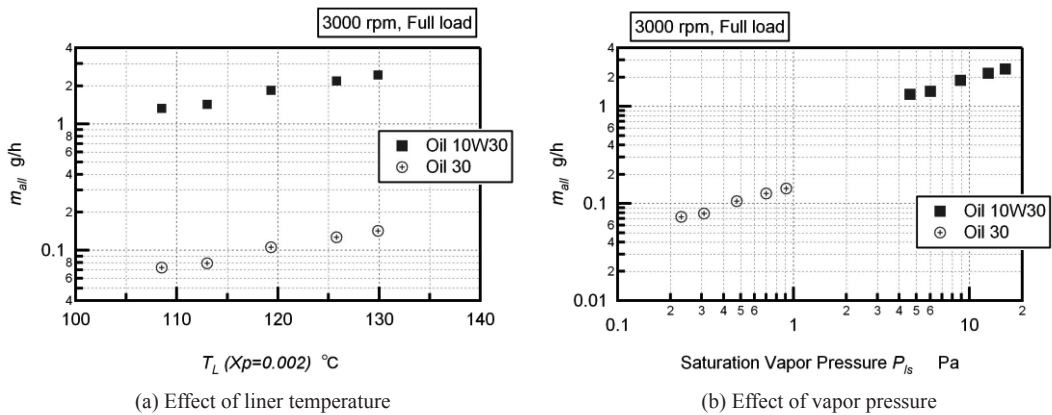 3000 rpm, Full load
4
2
1
8
6
4
2
0.1
8
6
4
m_all g/h
Oil 10W30
Oil 30
100 110 120 130 140
T_L (Xp=0.002) °C
(a) Effect of liner temperature
3000 rpm, Full load
4
2
1
6
4
2
0.1
8
6
4
2
0.01
m_all g/h
Oil 10W30
Oil 30
0.1 2 3 4 5 6 1 2 3 4 5 6 10 2
Saturation Vapor Pressure P_ls Pa
(b) Effect of vapor pressure